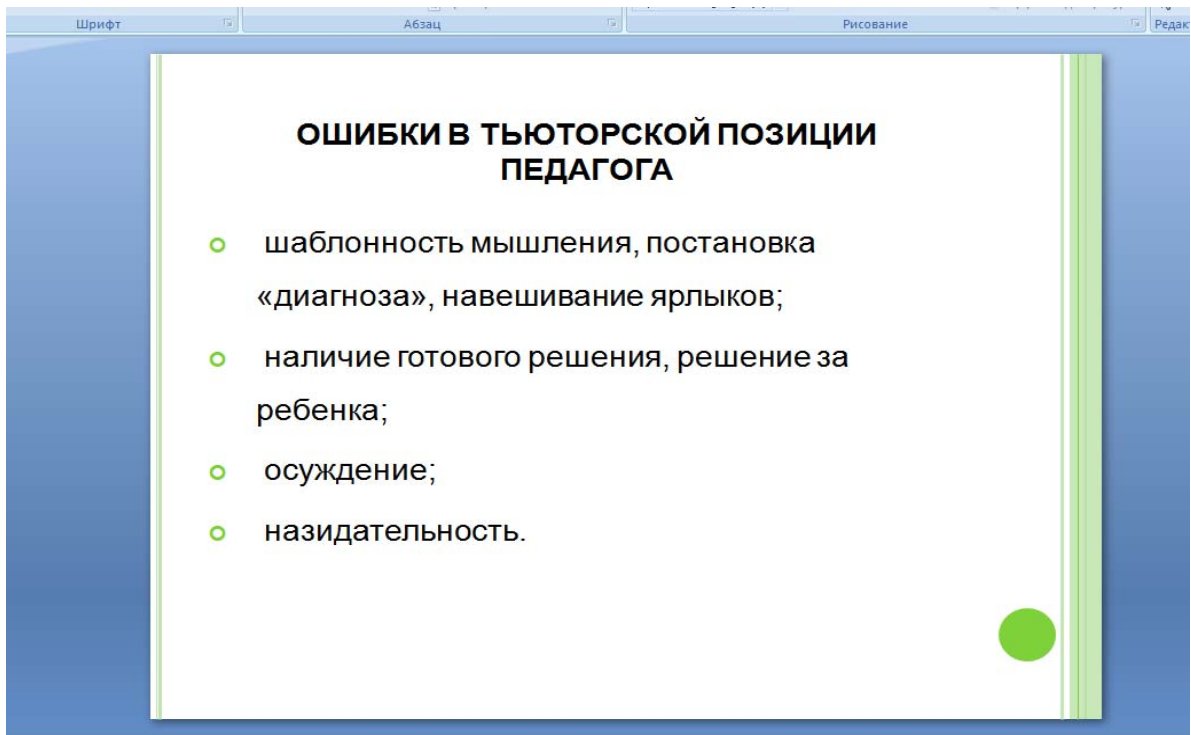 Шрифт Абзац Рисование Редак
ОШИБКИ В ТЬЮТОРСКОЙ ПОЗИЦИИ
ПЕДАГОГА
шаблонность мышления, постановка
«диагноза», навешивание ярлыков;
наличие готового решения, решение за
ребенка;
осуждение;
назидательность.